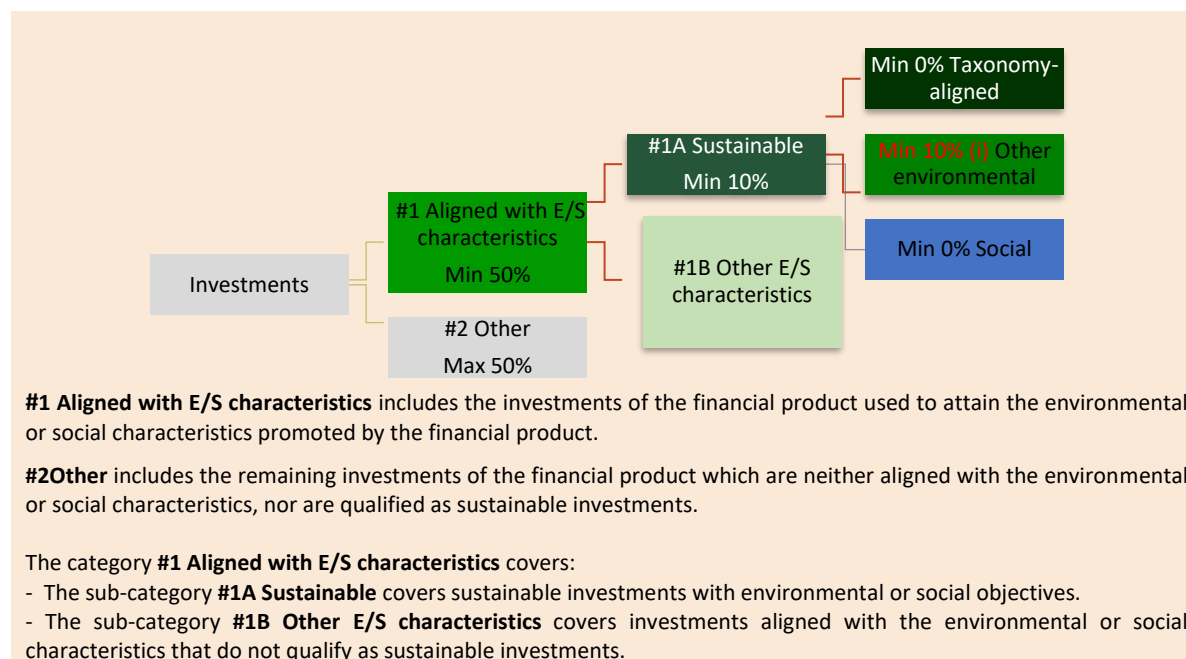 Min 0% Taxonomy-
aligned
#1A Sustainable
Min 10%
Min 10% (i) Other
environmental
#1 Aligned with E/S
characteristics
Min 50%
Min 0% Social
#1B Other E/S
characteristics
Investments
#2 Other
Max 50%
#1 Aligned with E/S characteristics includes the investments of the financial product used to attain the environmental
or social characteristics promoted by the financial product.
#2Other includes the remaining investments of the financial product which are neither aligned with the environmental
or social characteristics, nor are qualified as sustainable investments.
The category #1 Aligned with E/S characteristics covers:
- The sub-category #1A Sustainable covers sustainable investments with environmental or social objectives.
- The sub-category #1B Other E/S characteristics covers investments aligned with the environmental or social
characteristics that do not qualify as sustainable investments.